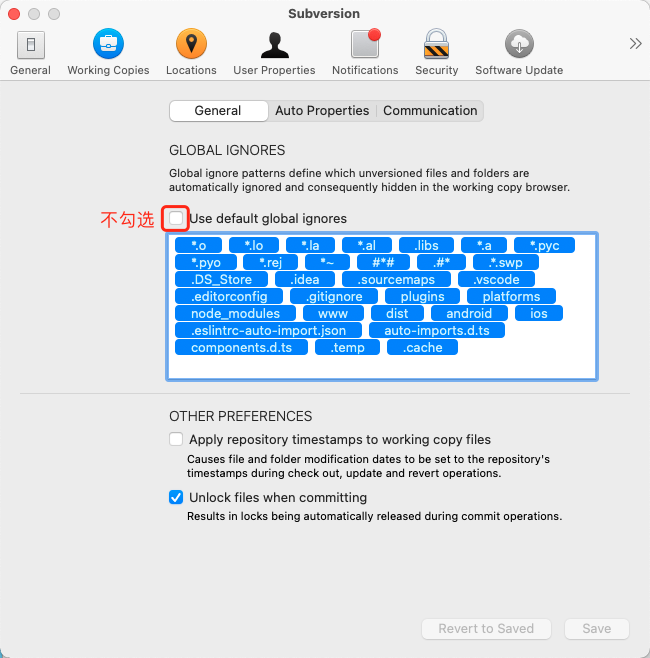 Subversion
General Working Copies Locations User Properties Notifications Security Software Update
General Auto Properties Communication
GLOBAL IGNORES
Global ignore patterns define which unversioned files and folders are
automatically ignored and consequently hidden in the working copy browser.
不勾选 Use default global ignores
*.o *.lo *.la *.al .libs *.a *.pyc
*.pyo *.rej *~ #*# .#* .*.swp
.DS_Store .idea .sourcemaps .vscode
.editorconfig .gitignore plugins platforms
node_modules www dist android ios
.eslintrc-auto-import.json auto-imports.d.ts
components.d.ts .temp .cache
OTHER PREFERENCES
Apply repository timestamps to working copy files
Causes file and folder modification dates to be set to the repository's
timestamps during check out, update and revert operations.
Unlock files when committing
Results in locks being automatically released during commit operations.
Revert to Saved Save